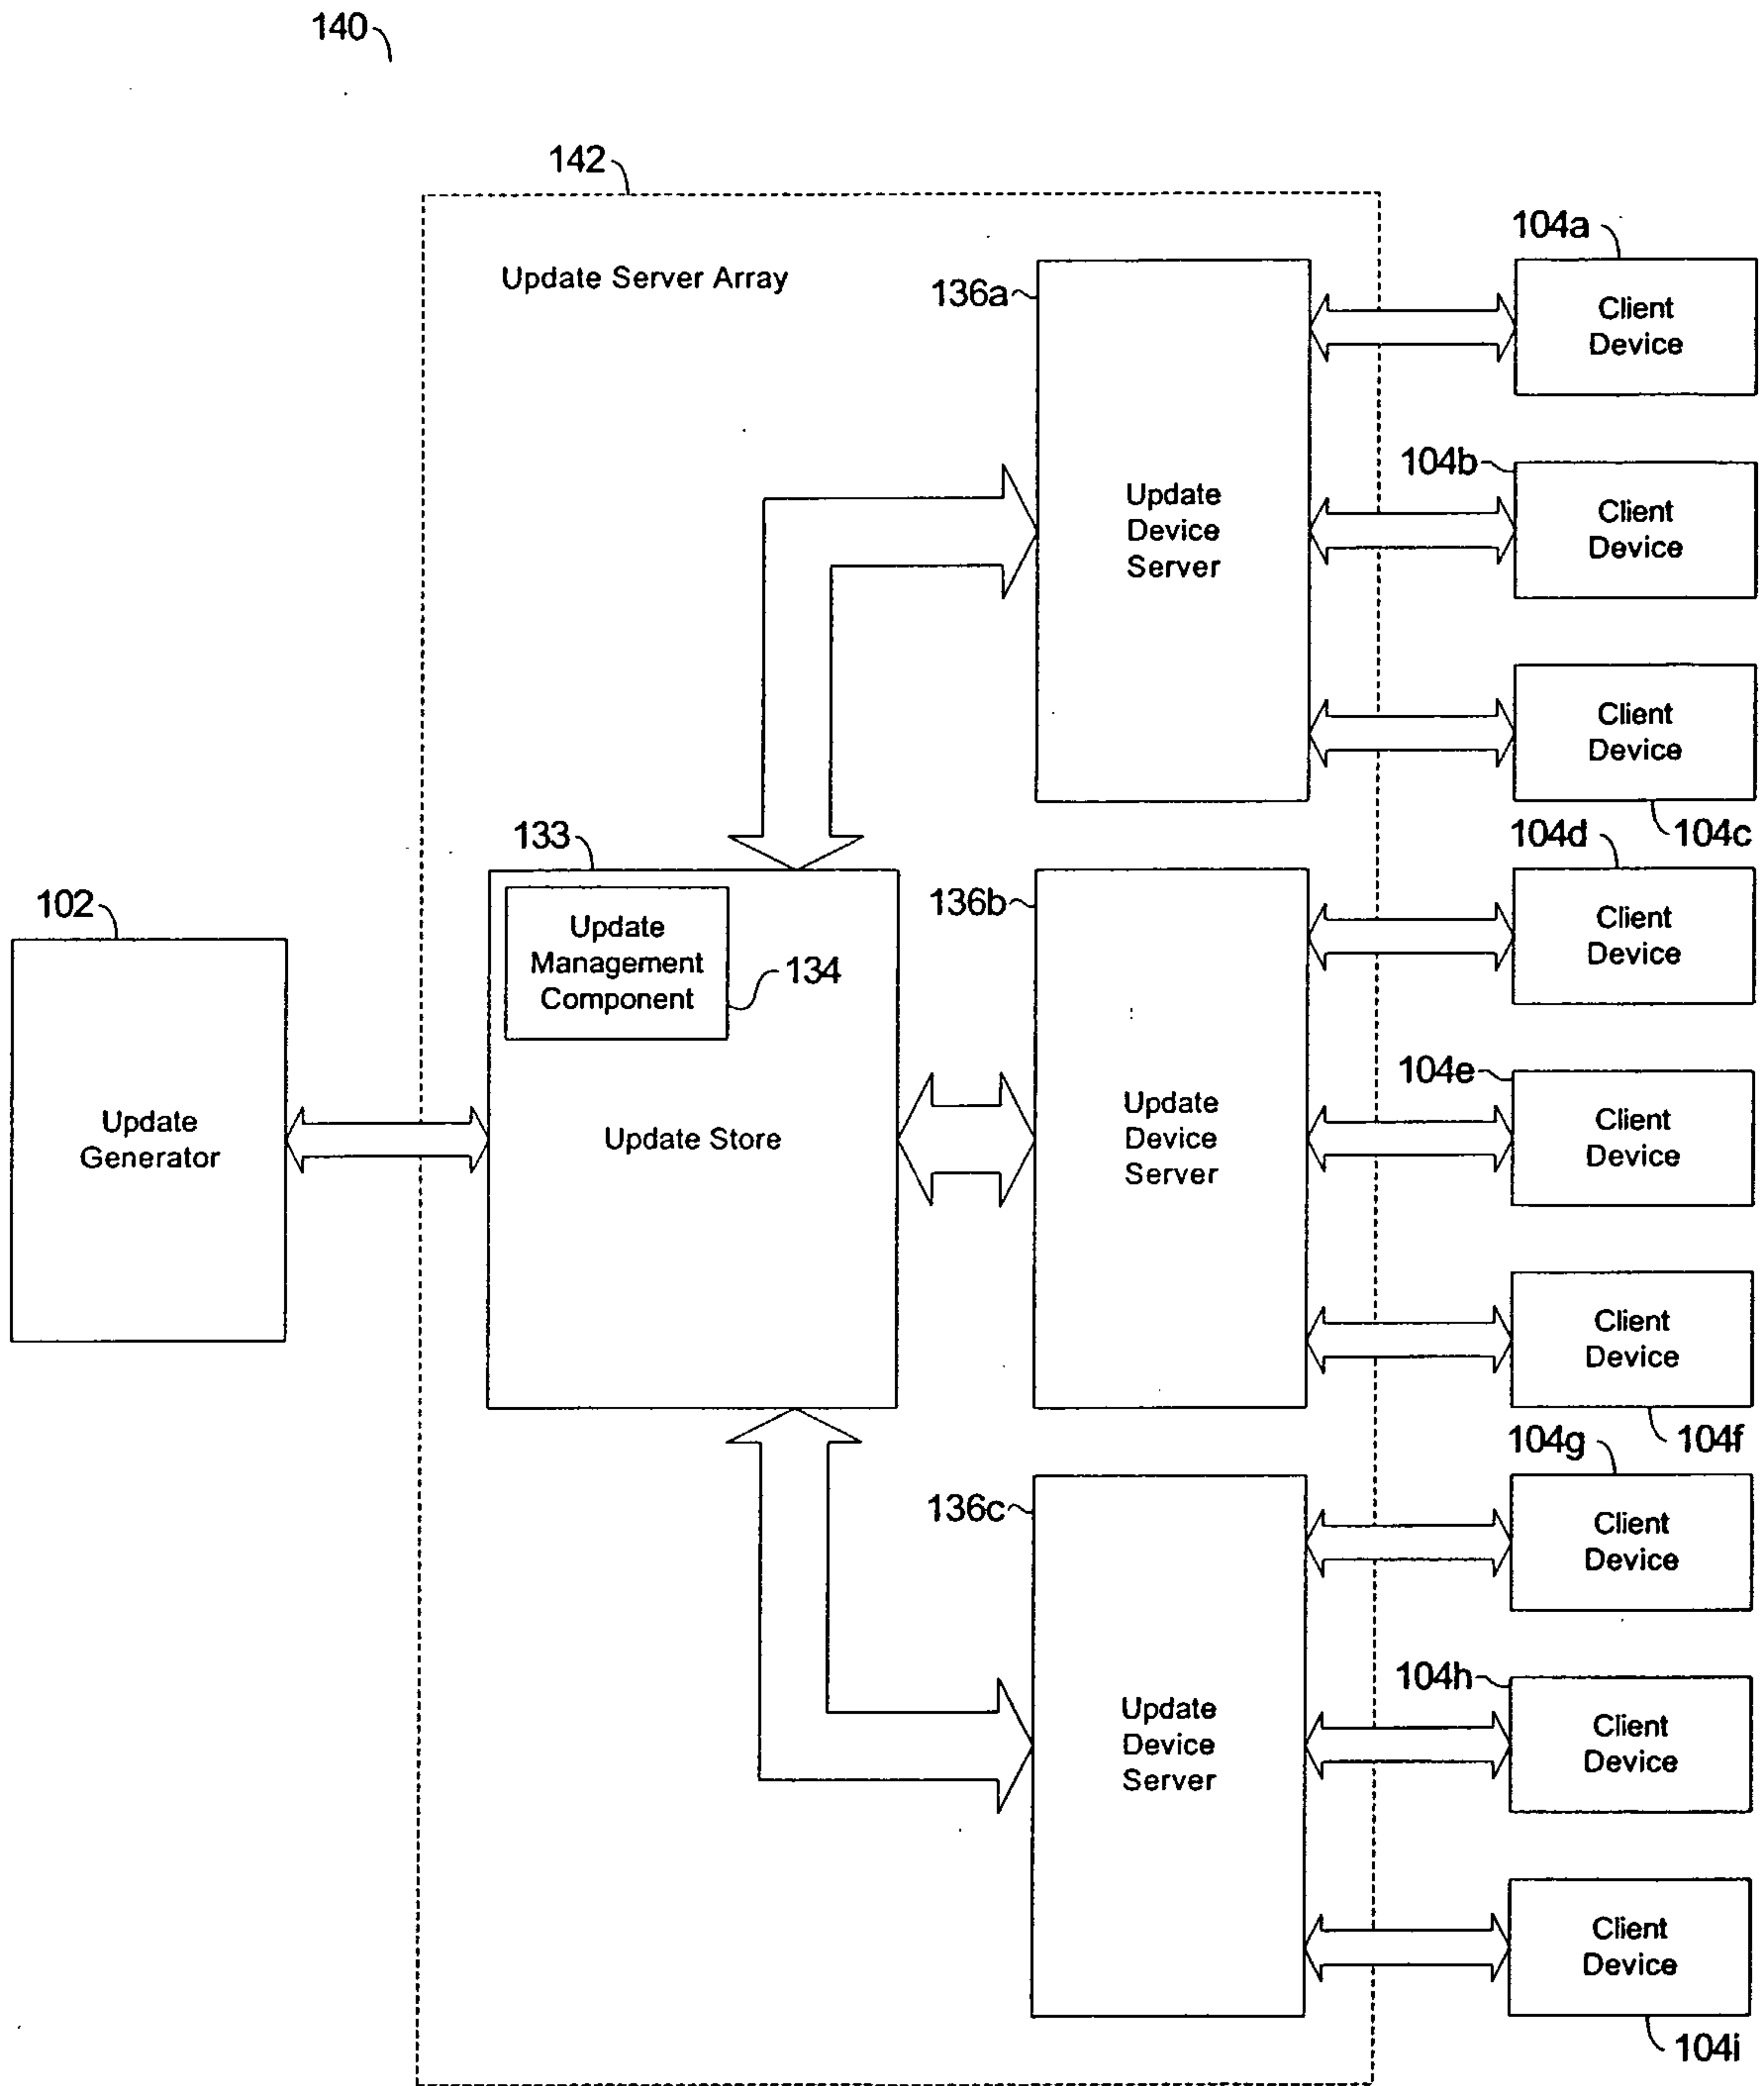 140
142
Update Server Array
104a
136a
Client
Device
104b
Client
Device
Update
Device
Server
Client
Device
104c
133
104d
102
Update
Management
Component
134
136b
Client
Device
104e
Update
Generator
Update Store
Update
Device
Server
Client
Device
Client
Device
104f
104g
136c
Client
Device
104h
Update
Device
Server
Client
Device
Client
Device
104i